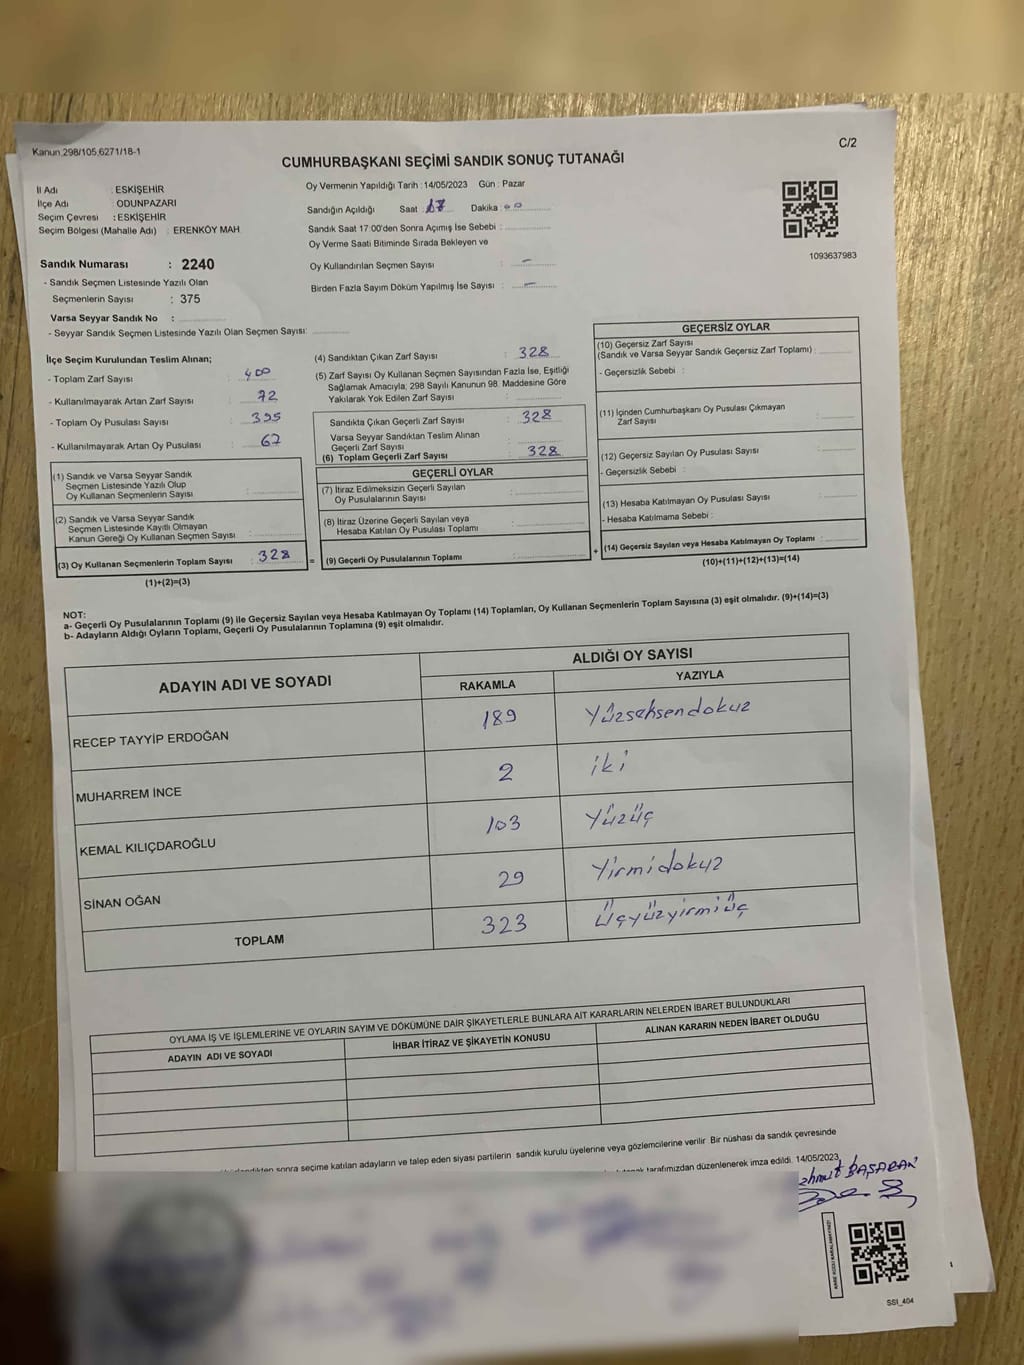 Kanun 298/105,6271/18-1
C/2
CUMHURBAŞKANI SEÇİMİ SANDIK SONUÇ TUTANAĞI
İl Adı : ESKİŞEHİR
İlçe Adı : ODUNPAZARI
Seçim Çevresi : ESKİŞEHİR
Seçim Bölgesi (Mahalle Adı) : ERENKÖY MAH
Oy Vermenin Yapıldığı Tarih : 14/05/2023 Gün : Pazar
Sandığın Açıldığı Saat : 17 Dakika : 00
Sandık Saat 17:00'den Sonra Açımış İse Sebebi :
Oy Verme Saati Bitiminde Sırada Bekleyen ve
Oy Kullandırılan Seçmen Sayısı : -
Birden Fazla Sayım Döküm Yapılmış İse Sayısı : -
1093637983
Sandık Numarası : 2240
- Sandık Seçmen Listesinde Yazılı Olan
Seçmenlerin Sayısı : 375
Varsa Seyyar Sandık No :
- Seyyar Sandık Seçmen Listesinde Yazılı Olan Seçmen Sayısı:
İlçe Seçim Kurulundan Teslim Alınan;
- Toplam Zarf Sayısı : 400
- Kullanılmayarak Artan Zarf Sayısı : 72
- Toplam Oy Pusulası Sayısı : 395
- Kullanılmayarak Artan Oy Pusulası : 67
(1) Sandık ve Varsa Seyyar Sandık
Seçmen Listesinde Yazılı Olup
Oy Kullanan Seçmenlerin Sayısı :
(2) Sandık ve Varsa Seyyar Sandık
Seçmen Listesinde Kayıtlı Olmayan
Kanun Gereği Oy Kullanan Seçmen Sayısı :
(3) Oy Kullanan Seçmenlerin Toplam Sayısı : 328
(1)+(2)=(3)
(4) Sandıktan Çıkan Zarf Sayısı : 328
(5) Zarf Sayısı Oy Kullanan Seçmen Sayısından Fazla İse, Eşitliği
Sağlamak Amacıyla, 298 Sayılı Kanunun 98. Maddesine Göre
Yakılarak Yok Edilen Zarf Sayısı :
Sandıkta Çıkan Geçerli Zarf Sayısı : 328
Varsa Seyyar Sandıktan Teslim Alınan
Geçerli Zarf Sayısı :
(6) Toplam Geçerli Zarf Sayısı : 328
GEÇERLİ OYLAR
(7) İtiraz Edilmeksizin Geçerli Sayılan
Oy Pusulalarının Sayısı :
(8) İtiraz Üzerine Geçerli Sayılan veya
Hesaba Katılan Oy Pusulası Toplamı :
= (9) Geçerli Oy Pusulalarının Toplamı :
GEÇERSİZ OYLAR
(10) Geçersiz Zarf Sayısı
(Sandık ve Varsa Seyyar Sandık Geçersiz Zarf Toplamı) :
- Geçersizlik Sebebi :
(11) İçinden Cumhurbaşkanı Oy Pusulası Çıkmayan
Zarf Sayısı :
(12) Geçersiz Sayılan Oy Pusulası Sayısı :
- Geçersizlik Sebebi :
(13) Hesaba Katılmayan Oy Pusulası Sayısı :
- Hesaba Katılmama Sebebi :
+ (14) Geçersiz Sayılan veya Hesaba Katılmayan Oy Toplamı :
(10)+(11)+(12)+(13)=(14)
NOT:
a- Geçerli Oy Pusulalarının Toplamı (9) ile Geçersiz Sayılan veya Hesaba Katılmayan Oy Toplamı (14) Toplamları, Oy Kullanan Seçmenlerin Toplam Sayısına (3) eşit olmalıdır. (9)+(14)=(3)
b- Adayların Aldığı Oyların Toplamı, Geçerli Oy Pusulalarının Toplamına (9) eşit olmalıdır.
ADAYIN ADI VE SOYADI
ALDIĞI OY SAYISI
RAKAMLA YAZIYLA
RECEP TAYYİP ERDOĞAN 189 Yüzseksendokuz
MUHARREM İNCE 2 iki
KEMAL KILIÇDAROĞLU 103 Yüzüç
SİNAN OĞAN 29 Yirmidokuz
TOPLAM 323 Üçyüzyirmiüç
OYLAMA İŞ VE İŞLEMLERİNE VE OYLARIN SAYIM VE DÖKÜMÜNE DAİR ŞİKAYETLERLE BUNLARA AİT KARARLARIN NELERDEN İBARET BULUNDUKLARI
ADAYIN ADI VE SOYADI İHBAR İTİRAZ VE ŞİKAYETİN KONUSU ALINAN KARARIN NEDEN İBARET OLDUĞU
sonra seçime katılan adayların ve talep eden siyasi partilerin sandık kurulu üyelerine veya gözlemcilerine verilir. Bir nüshası da sandık çevresinde
tarafımızdan düzenlenerek imza edildi. 14/05/2023
BAŞARAN
SSI_404